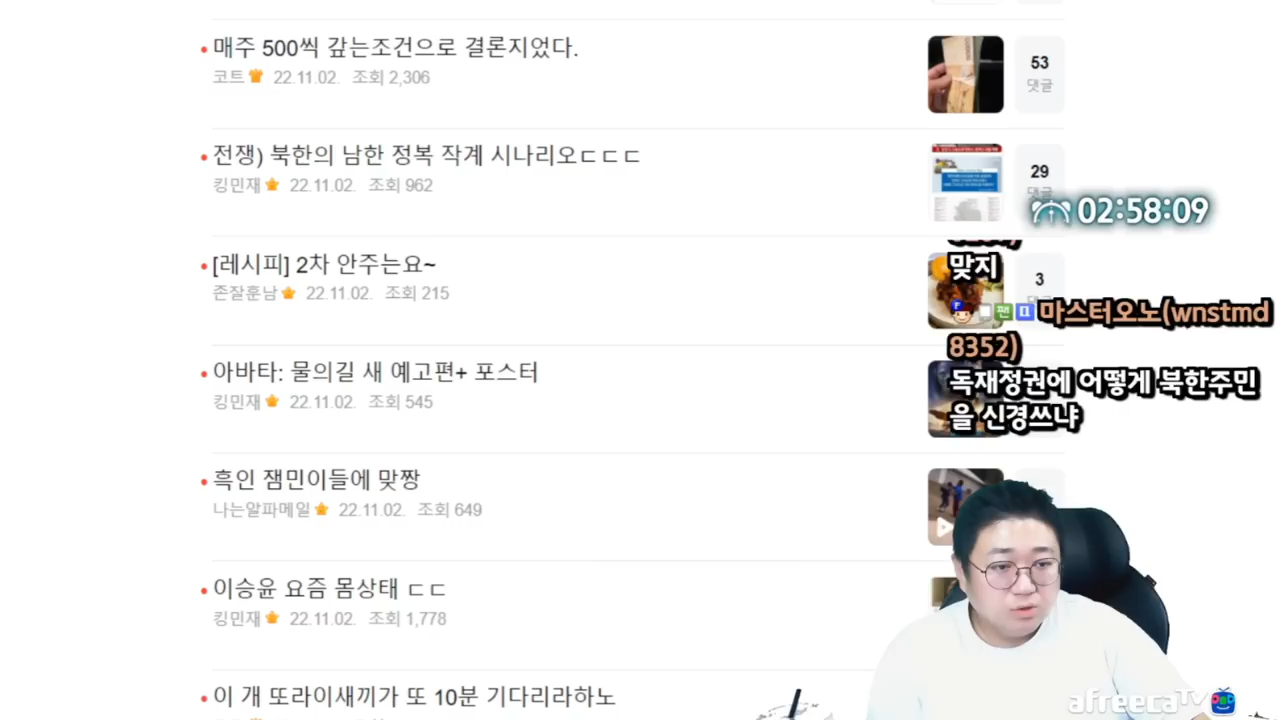 매주 500씩 갚는조건으로 결론지었다.
코트 22.11.02. 조회 2,306
53
댓글
전쟁) 북한의 남한 정복 작계 시나리오ㄷㄷㄷ
킹민재 22.11.02. 조회 962
29
댓글
02:58:09
[레시피] 2차 안주는요~
존잘훈남 22.11.02. 조회 215
3
맞지
마스터오노(wnstmd
8352)
독재정권에 어떻게 북한주민
을 신경쓰냐
아바타: 물의길 새 예고편+ 포스터
킹민재 22.11.02. 조회 545
흑인 잼민이들에 맞짱
나는알파메일 22.11.02. 조회 649
이승윤 요즘 몸상태 ㄷㄷ
킹민재 22.11.02. 조회 1,778
이 개 또라이새끼가 또 10분 기다리라하노
afreecaTV